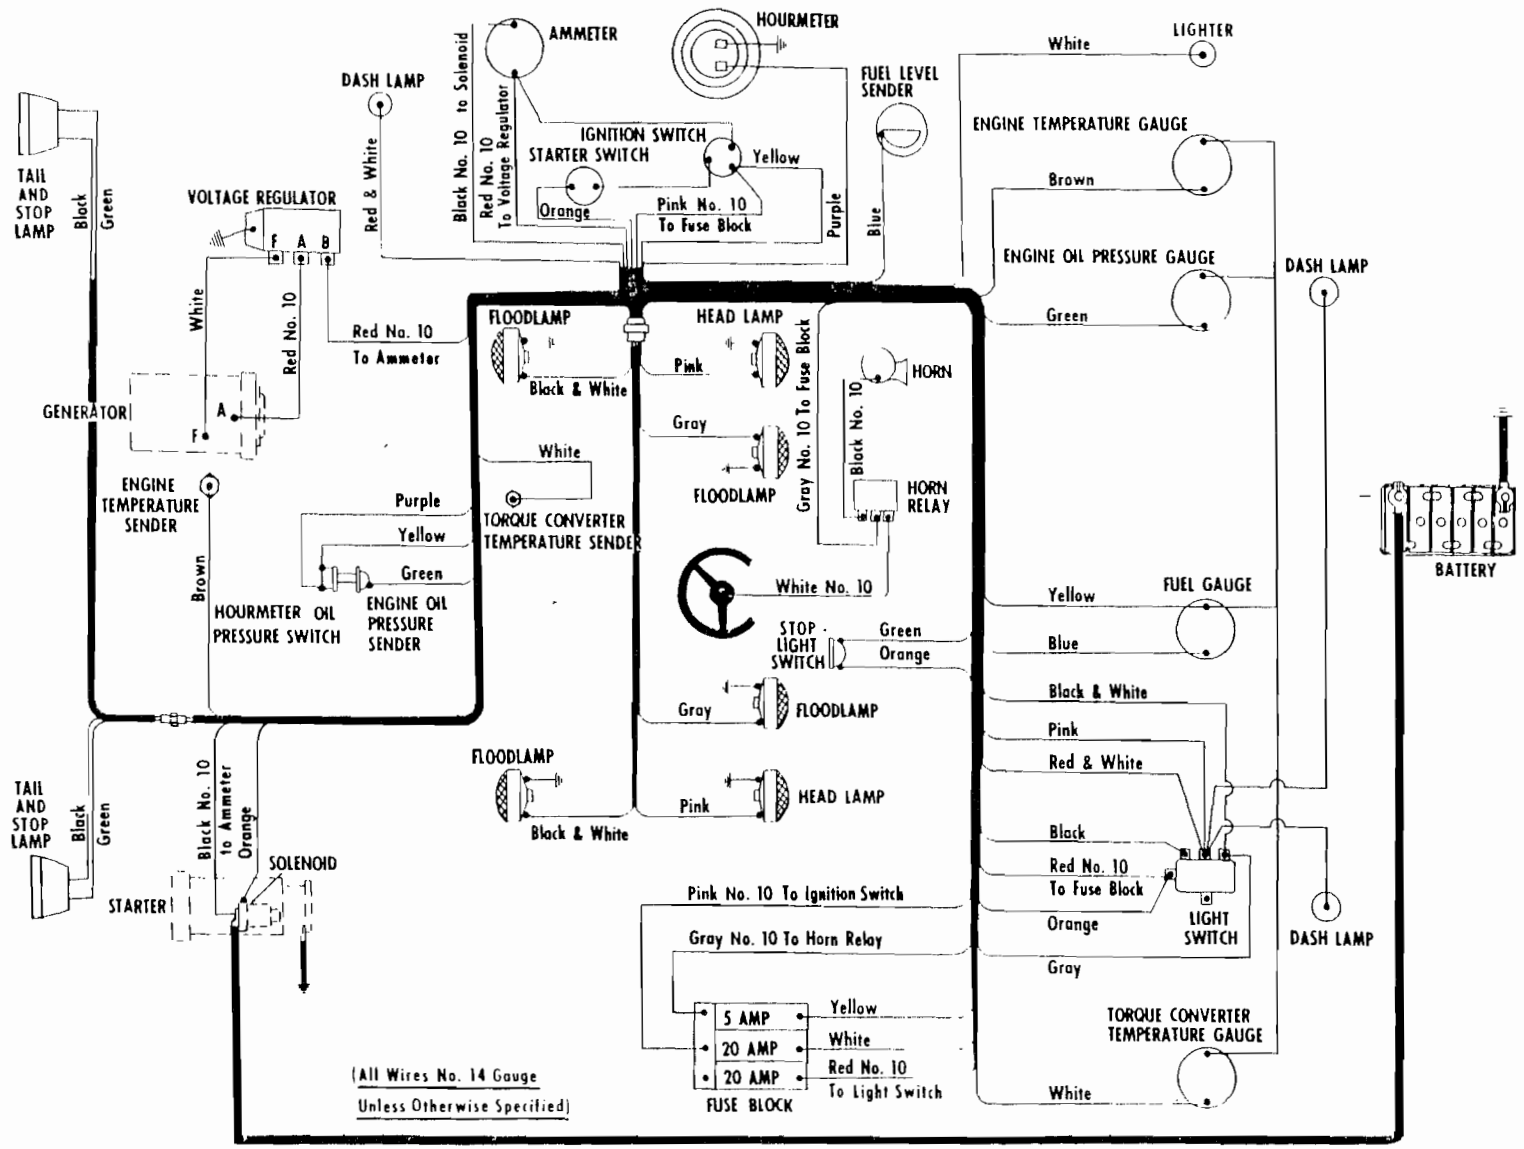 HOURMETER
AMMETER
LIGHTER
White
DASH LAMP
FUEL LEVEL
SENDER
Black No. 10 to Solenoid
Red No. 10
To Voltage Regulator
ENGINE TEMPERATURE GAUGE
IGNITION SWITCH
STARTER SWITCH
Yellow
TAIL
AND
STOP
LAMP
Black
Green
Red & White
Brown
VOLTAGE REGULATOR
Orange
Pink No. 10
To Fuse Block
Purple
Blue
F A B
ENGINE OIL PRESSURE GAUGE
DASH LAMP
White
Red No. 10
Red No. 10
To Ammeter
FLOODLAMP
HEAD LAMP
Green
Pink
Black & White
Gray No. 10 To Fuse Block
HORN
Black No. 10
GENERATOR
A
F
Gray
White
ENGINE
TEMPERATURE
SENDER
Purple
FLOODLAMP
HORN
RELAY
TORQUE CONVERTER
TEMPERATURE SENDER
Yellow
Green
Brown
BATTERY
HOURMETER OIL
PRESSURE SWITCH
ENGINE OIL
PRESSURE
SENDER
White No. 10
FUEL GAUGE
Yellow
STOP
LIGHT
SWITCH
Green
Orange
Blue
Black & White
Gray
FLOODLAMP
Pink
Red & White
FLOODLAMP
TAIL
AND
STOP
LAMP
Black
Green
Black No. 10
to Ammeter
Orange
HEAD LAMP
Pink
Black & White
Black
SOLENOID
Red No. 10
To Fuse Block
STARTER
Pink No. 10 To Ignition Switch
Orange
LIGHT
SWITCH
DASH LAMP
Gray No. 10 To Horn Relay
Gray
5 AMP
Yellow
TORQUE CONVERTER
TEMPERATURE GAUGE
20 AMP
White
20 AMP
Red No. 10
To Light Switch
FUSE BLOCK
White
(All Wires No. 14 Gauge
Unless Otherwise Specified)